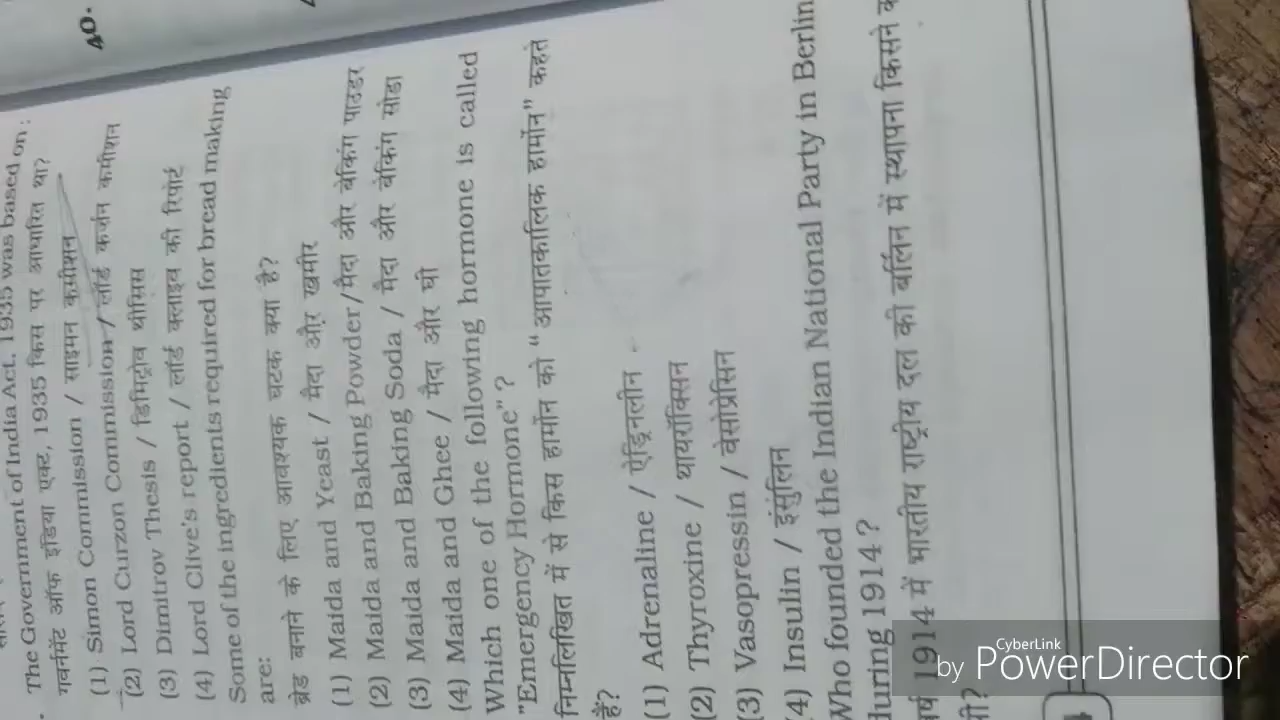 40.
The Government of India Act, 1935 was based on :
गवर्नमेंट ऑफ इंडिया एक्ट, 1935 किस पर आधारित था?
(1) Simon Commission / साइमन कमीशन
(2) Lord Curzon Commission / लॉर्ड कर्जन कमीशन
(3) Dimitrov Thesis / डिमिट्रोव थीसिस
(4) Lord Clive's report / लॉर्ड क्लाइव की रिपोर्ट
Some of the ingredients required for bread making
are:
ब्रेड बनाने के लिए आवश्यक घटक क्या है?
(1) Maida and Yeast / मैदा और खमीर
(2) Maida and Baking Powder / मैदा और बेकिंग पाउडर
(3) Maida and Baking Soda / मैदा और बेकिंग सोडा
(4) Maida and Ghee / मैदा और घी
Which one of the following hormone is called
"Emergency Hormone" ?
निम्नलिखित में से किस हार्मोन को " आपातकालिक हार्मोन" कहते
हैं?
(1) Adrenaline / ऐड्रिनलीन
(2) Thyroxine / थायरॉक्सिन
(3) Vasopressin / वेसोप्रेसिन
(4) Insulin / इंसुलिन
Who founded the Indian National Party in Berlin
during 1914 ?
वर्ष 1914 में भारतीय राष्ट्रीय दल की बर्लिन में स्थापना किसने
थी?
CyberLink
by PowerDirector